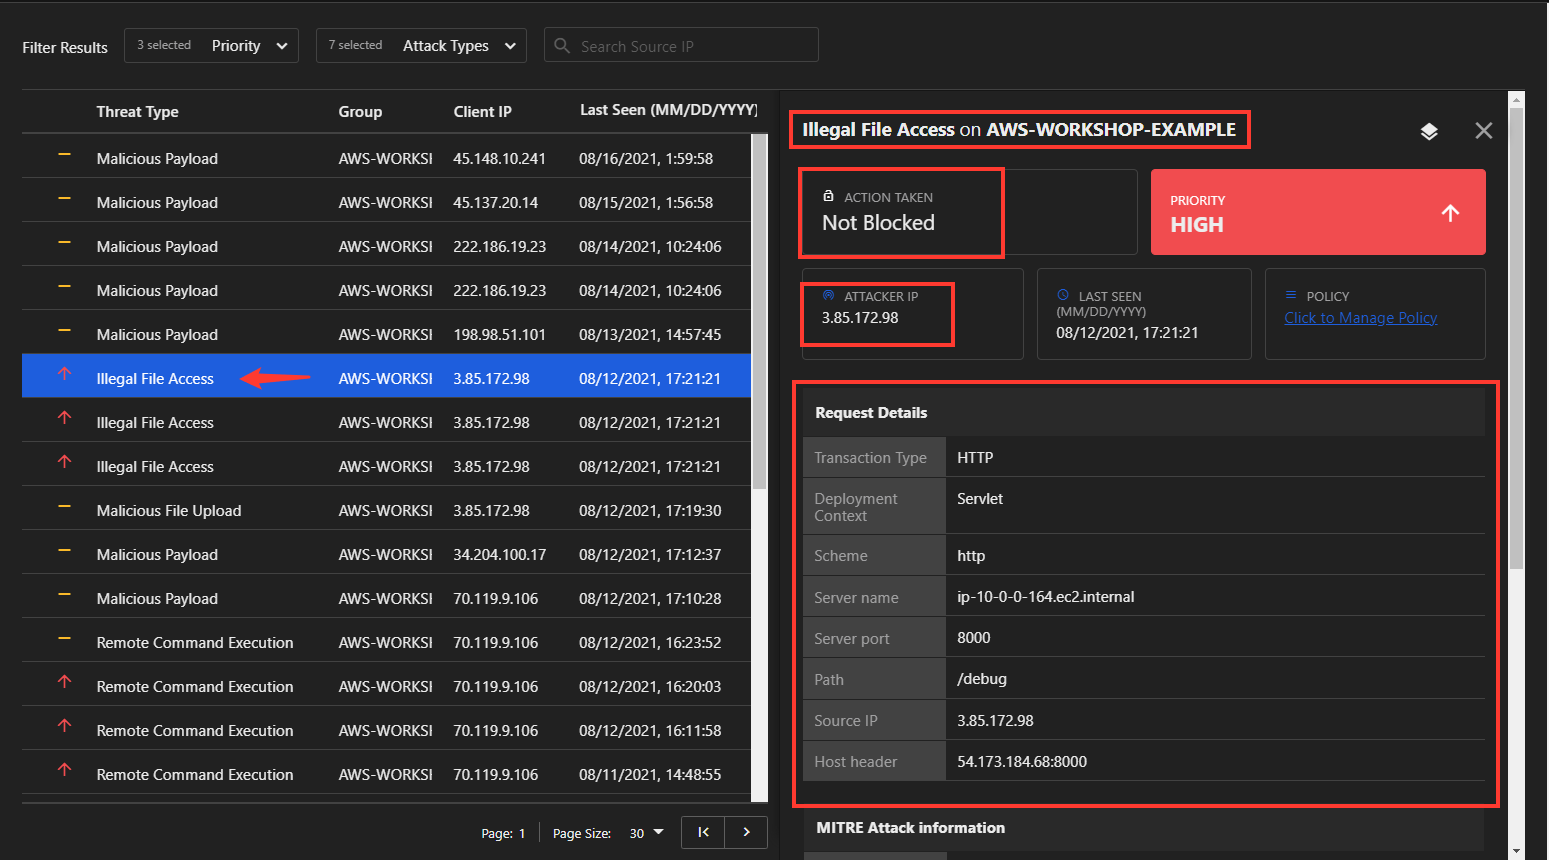 Filter Results 3 selected Priority 7 selected Attack Types Search Source IP
Threat Type Group Client IP Last Seen (MM/DD/YYYY)
Malicious Payload AWS-WORKSI 45.148.10.241 08/16/2021, 1:59:58
Malicious Payload AWS-WORKSI 45.137.20.14 08/15/2021, 1:56:58
Malicious Payload AWS-WORKSI 222.186.19.23 08/14/2021, 10:24:06
Malicious Payload AWS-WORKSI 222.186.19.23 08/14/2021, 10:24:06
Malicious Payload AWS-WORKSI 198.98.51.101 08/13/2021, 14:57:45
Illegal File Access AWS-WORKSI 3.85.172.98 08/12/2021, 17:21:21
Illegal File Access AWS-WORKSI 3.85.172.98 08/12/2021, 17:21:21
Illegal File Access AWS-WORKSI 3.85.172.98 08/12/2021, 17:21:21
Malicious File Upload AWS-WORKSI 3.85.172.98 08/12/2021, 17:19:30
Malicious Payload AWS-WORKSI 34.204.100.17 08/12/2021, 17:12:37
Malicious Payload AWS-WORKSI 70.119.9.106 08/12/2021, 17:10:28
Remote Command Execution AWS-WORKSI 70.119.9.106 08/12/2021, 16:23:52
Remote Command Execution AWS-WORKSI 70.119.9.106 08/12/2021, 16:20:03
Remote Command Execution AWS-WORKSI 70.119.9.106 08/12/2021, 16:11:58
Remote Command Execution AWS-WORKSI 70.119.9.106 08/11/2021, 14:48:55
Page: 1 Page Size: 30
Illegal File Access on AWS-WORKSHOP-EXAMPLE
ACTION TAKEN
Not Blocked
PRIORITY
HIGH
ATTACKER IP
3.85.172.98
LAST SEEN
(MM/DD/YYYY)
08/12/2021, 17:21:21
POLICY
Click to Manage Policy
Request Details
Transaction Type HTTP
Deployment Context Servlet
Scheme http
Server name ip-10-0-0-164.ec2.internal
Server port 8000
Path /debug
Source IP 3.85.172.98
Host header 54.173.184.68:8000
MITRE Attack information